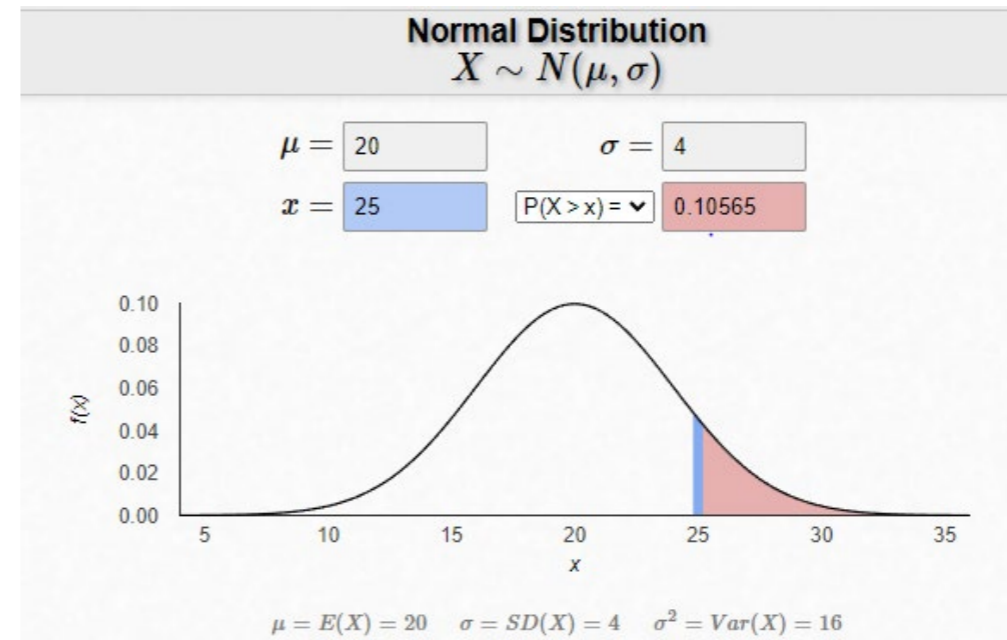 Normal Distribution
X ∼ N(μ, σ)
μ = 20 σ = 4
x = 25 P(X > x) = 0.10565
0.10
0.08
0.06
0.04
0.02
0.00
f(x)
5 10 15 20 25 30 35
x
μ = E(X) = 20 σ = SD(X) = 4 σ² = Var(X) = 16